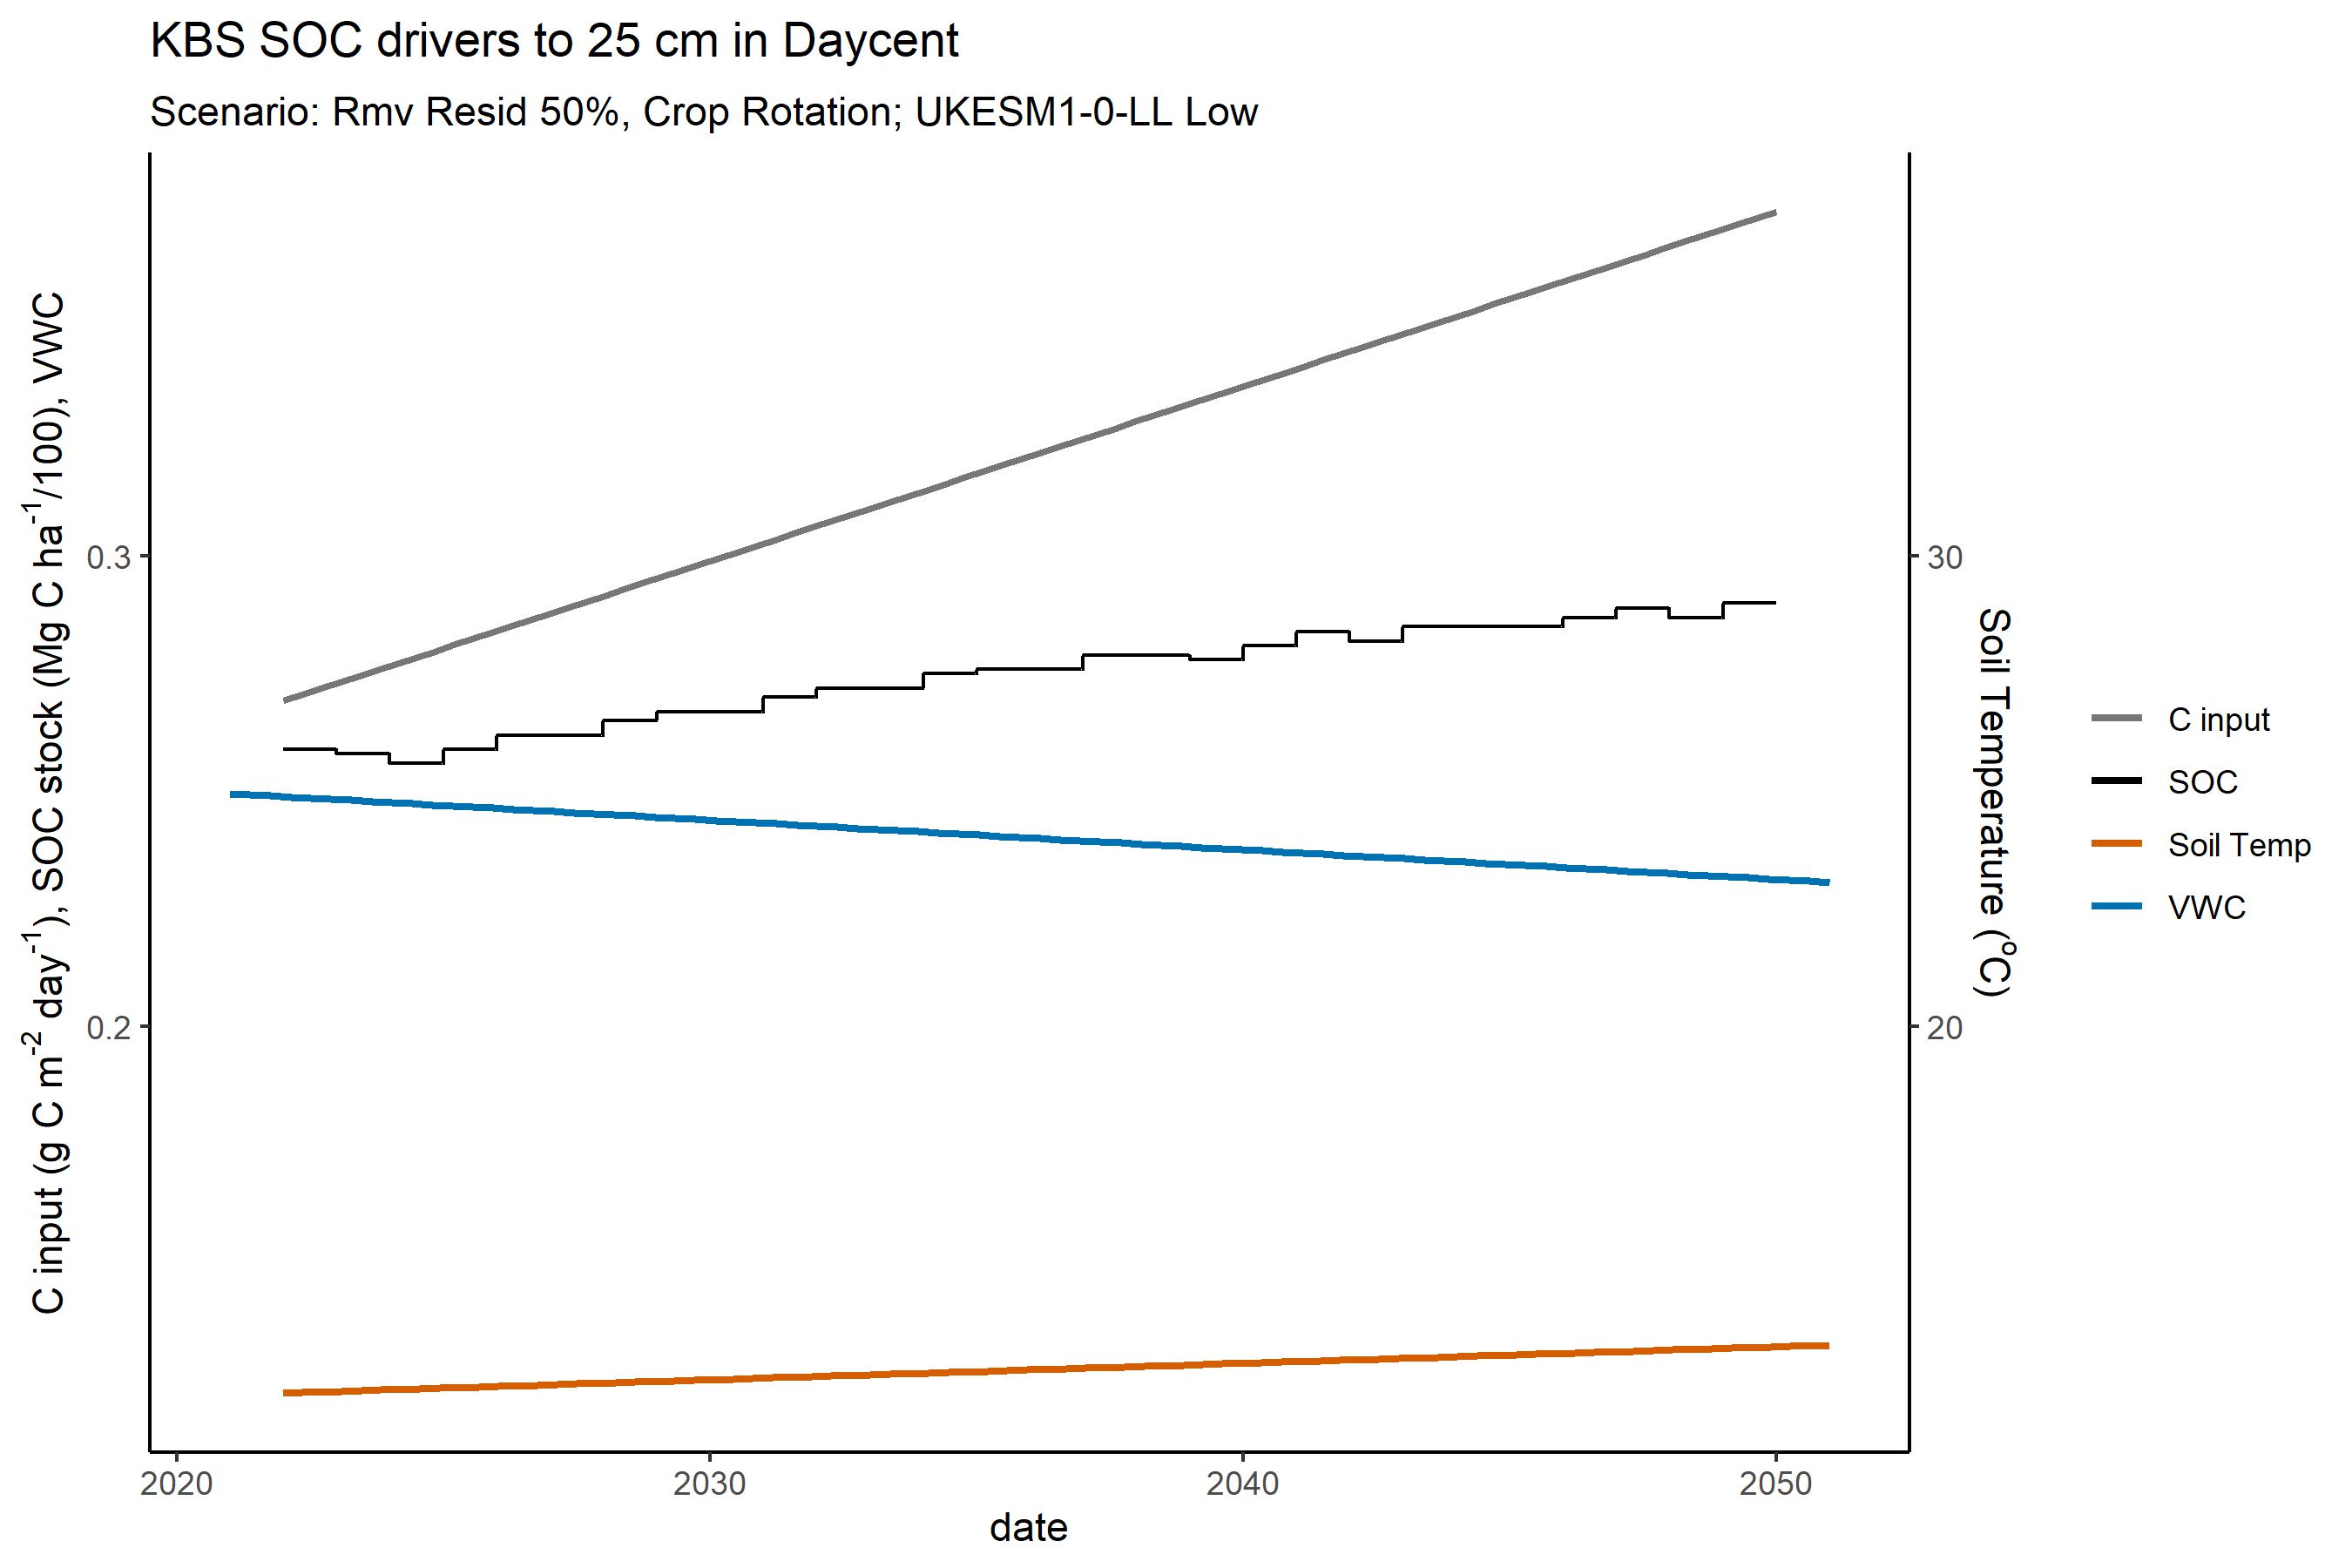 KBS SOC drivers to 25 cm in Daycent
Scenario: Rmv Resid 50%, Crop Rotation; UKESM1-0-LL Low
C input (g C m⁻² day⁻¹), SOC stock (Mg C ha⁻¹/100), VWC
0.3
0.2
30
20
Soil Temperature (°C)
C input
SOC
Soil Temp
VWC
2020
2030
2040
2050
date